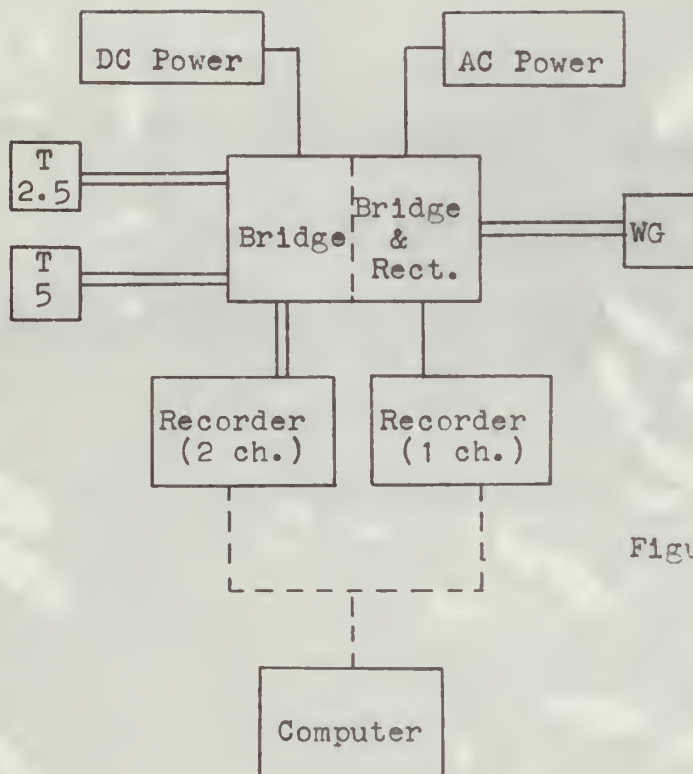 DC Power
AC Power
T
2.5
T
5
Bridge
Bridge
&
Rect.
WG
Recorder
(2 ch.)
Recorder
(1 ch.)
Computer